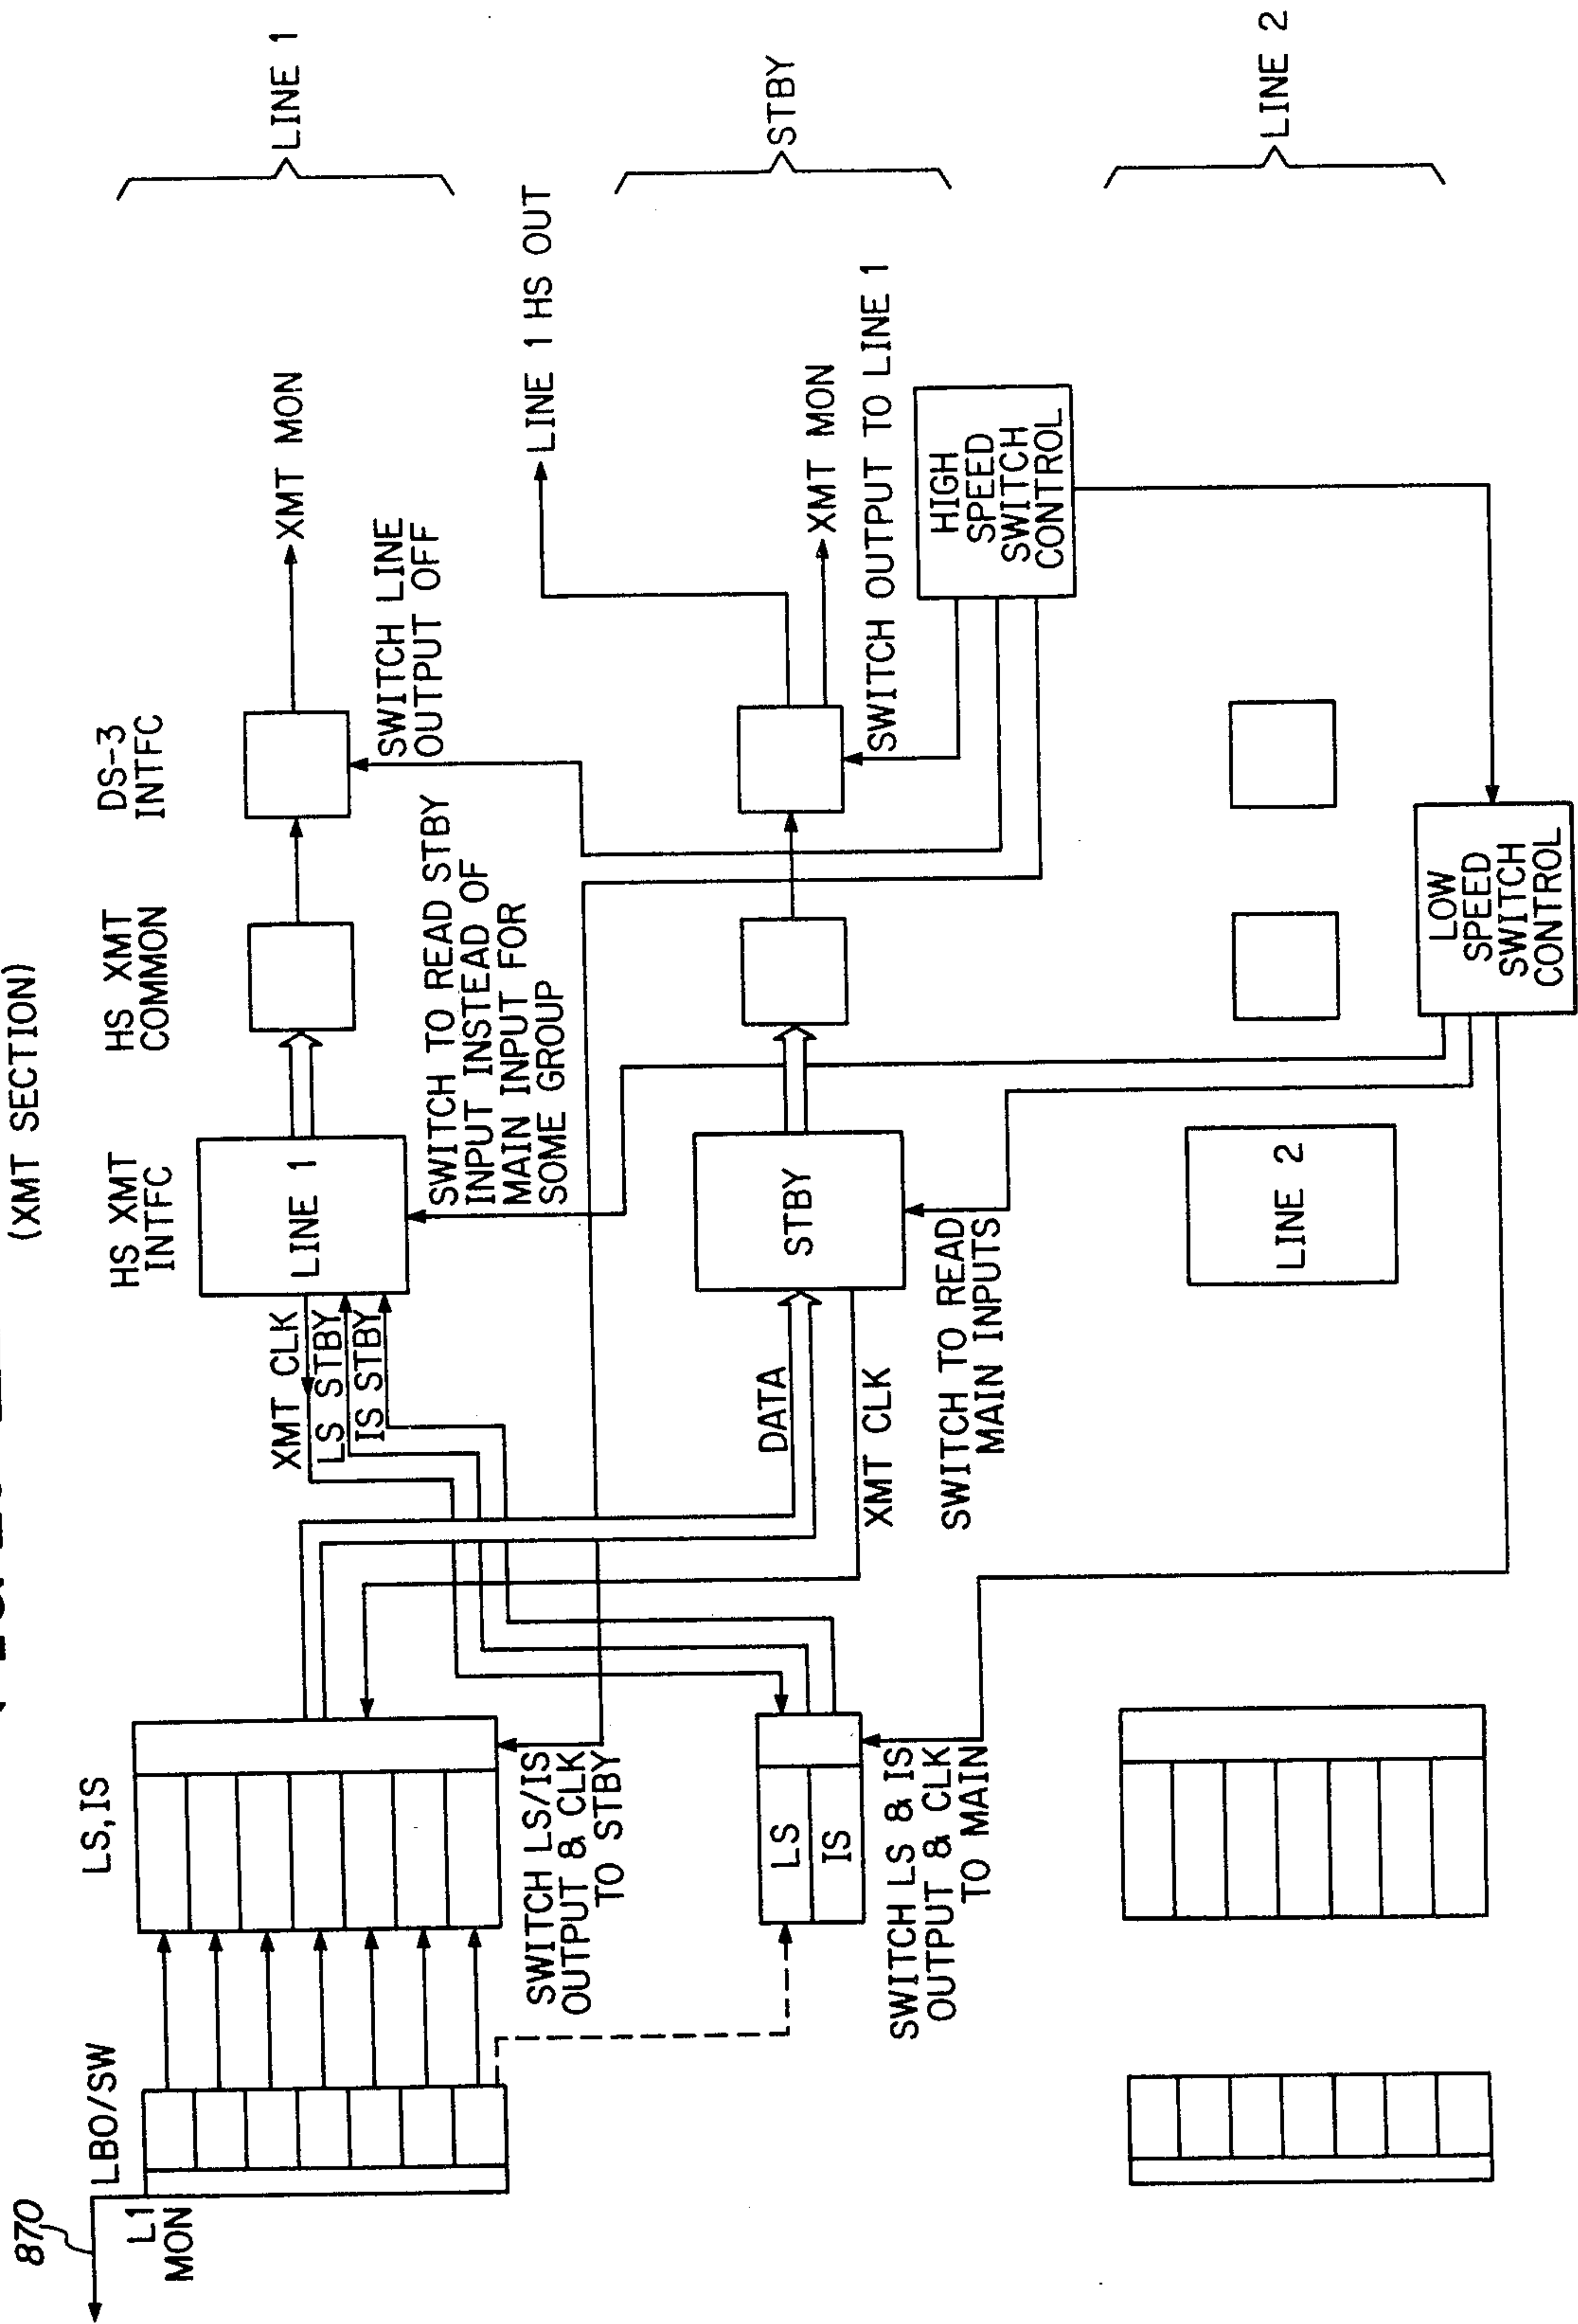 (XMT SECTION)
870
L1
MON
LBO/SW
LS,IS
HS XMT
INTFC
HS XMT
COMMON
DS-3
INTFC
LINE 1
XMT CLK
LS STBY
IS STBY
LINE 1
XMT MON
SWITCH LINE
OUTPUT OFF
SWITCH TO READ STBY
INPUT INSTEAD OF
MAIN INPUT FOR
SOME GROUP
LINE 1 HS OUT
SWITCH LS/IS
OUTPUT & CLK
TO STBY
LS
IS
DATA
XMT CLK
STBY
XMT MON
STBY
SWITCH OUTPUT TO LINE 1
SWITCH LS & IS
OUTPUT & CLK
TO MAIN
SWITCH TO READ
MAIN INPUTS
HIGH
SPEED
SWITCH
CONTROL
LINE 2
LINE 2
LOW
SPEED
SWITCH
CONTROL